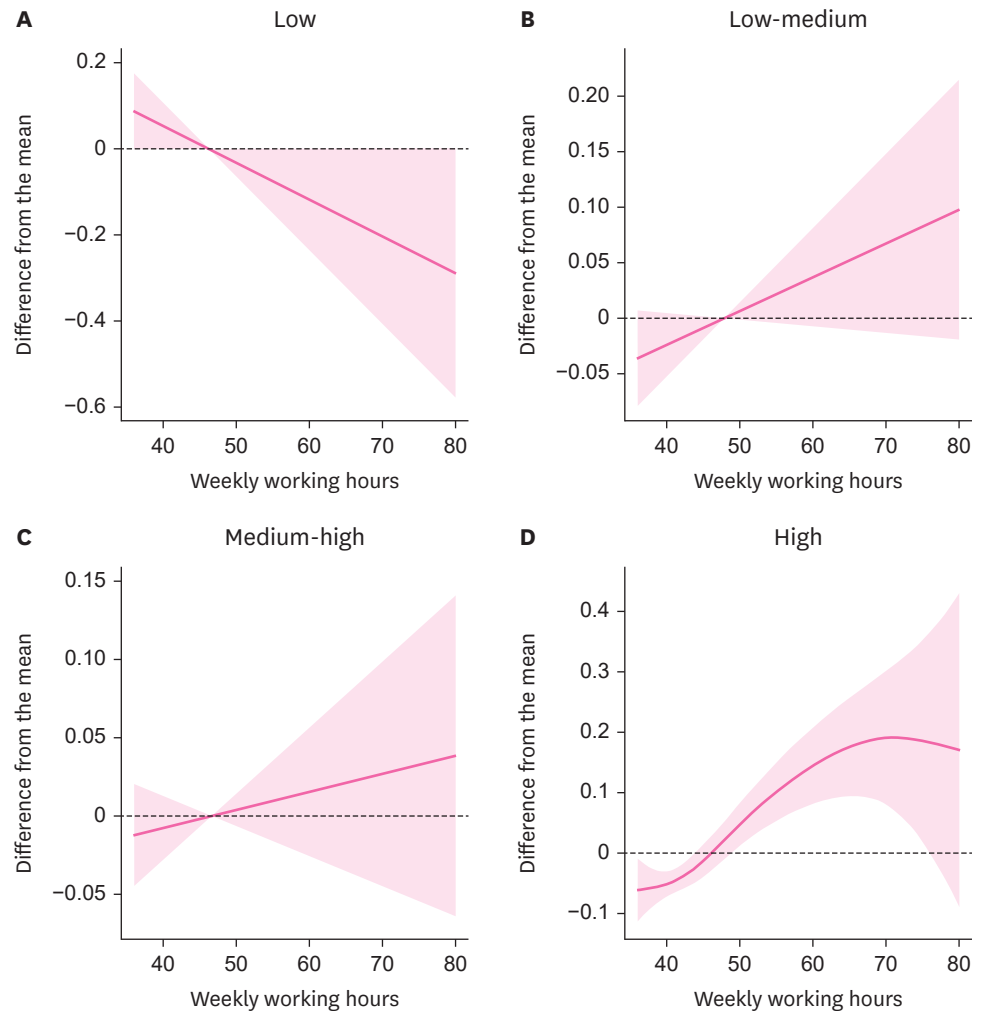 A
Low
Difference from the mean
0.2
0
−0.2
−0.4
−0.6
40 50 60 70 80
Weekly working hours
B
Low-medium
Difference from the mean
0.20
0.15
0.10
0.05
0
−0.05
40 50 60 70 80
Weekly working hours
C
Medium-high
Difference from the mean
0.15
0.10
0.05
0
−0.05
40 50 60 70 80
Weekly working hours
D
High
Difference from the mean
0.4
0.3
0.2
0.1
0
−0.1
40 50 60 70 80
Weekly working hours